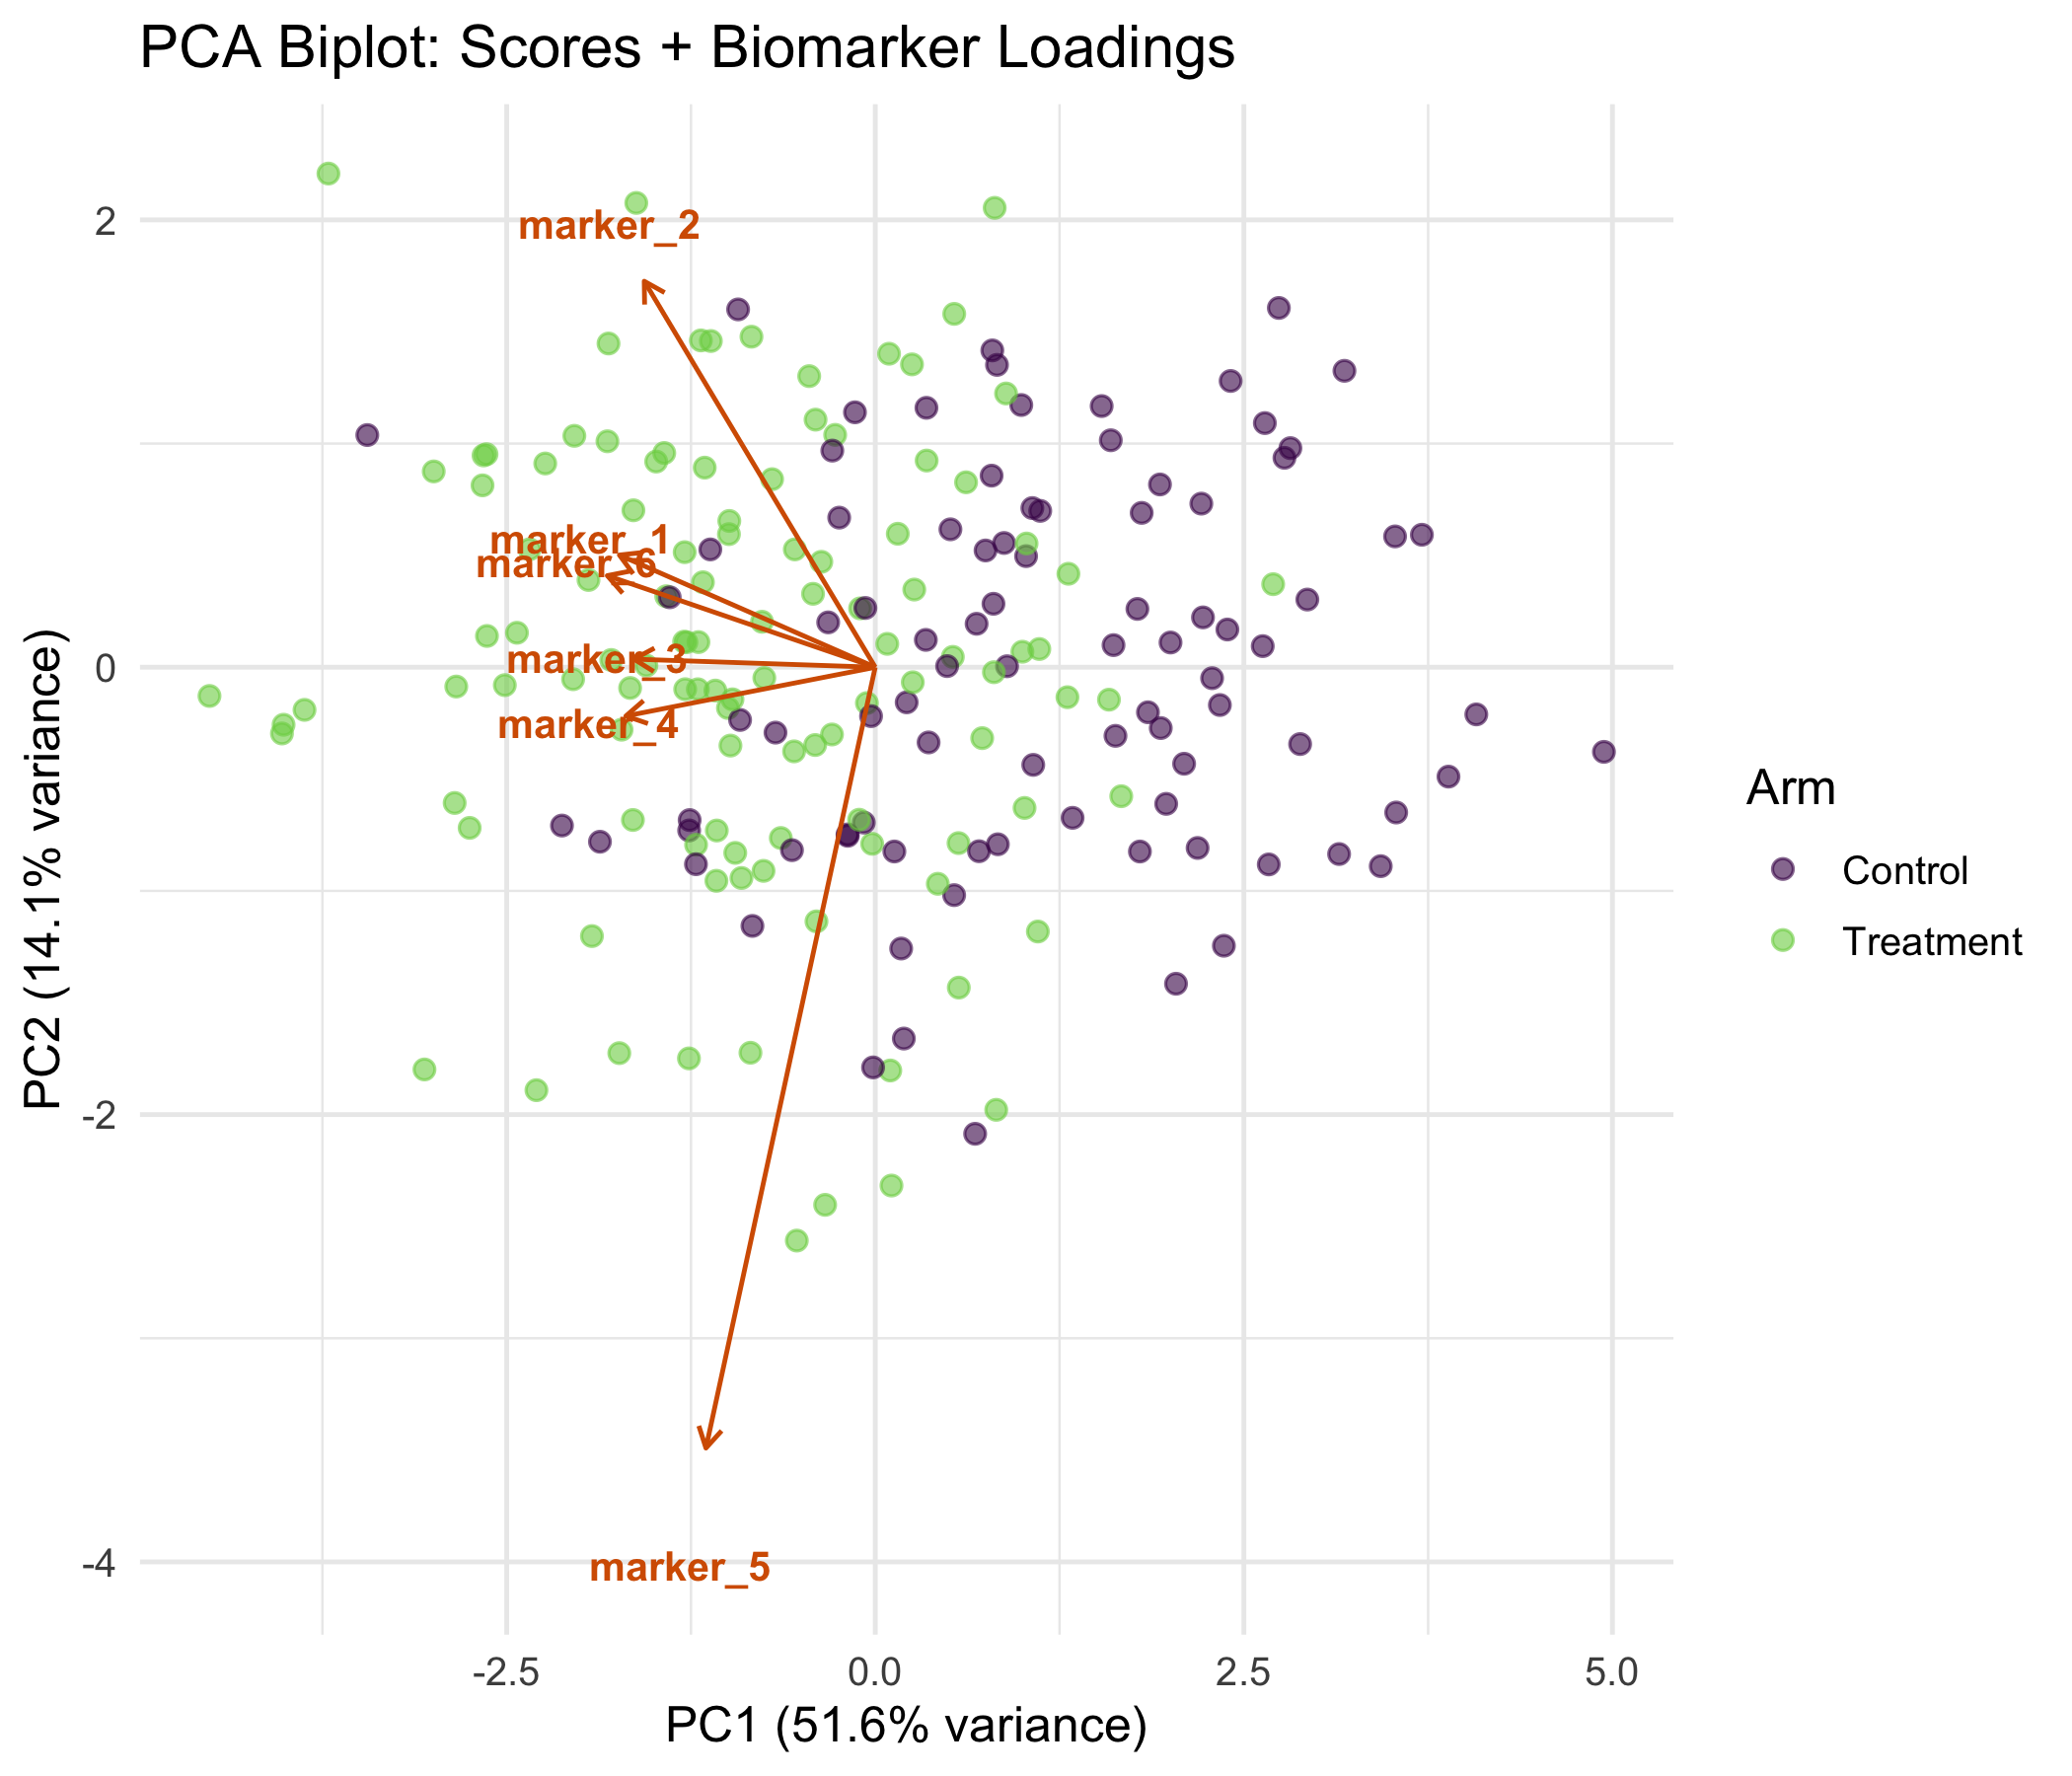 PCA Biplot: Scores + Biomarker Loadings
PC2 (14.1% variance)
2
0
-2
-4
marker_2
marker_1
marker_6
marker_3
marker_4
marker_5
-2.5
0.0
2.5
5.0
PC1 (51.6% variance)
Arm
Control
Treatment